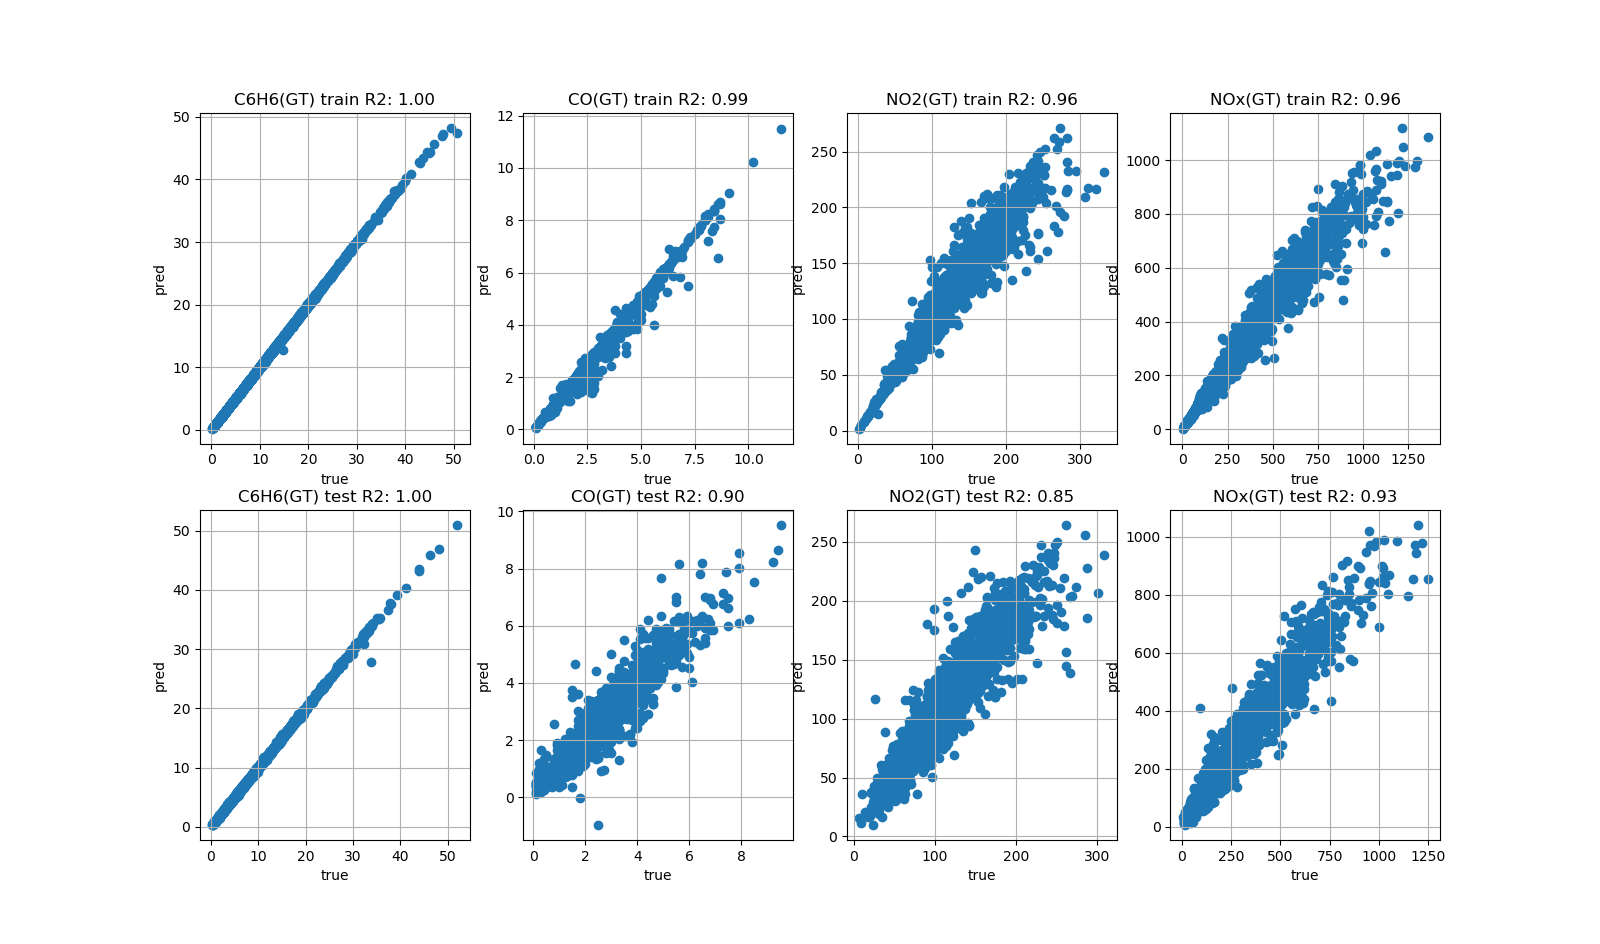 C6H6(GT) train R2: 1.00
pred
50
40
30
20
10
0
0 10 20 30 40 50
true
CO(GT) train R2: 0.99
pred
12
10
8
6
4
2
0
0.0 2.5 5.0 7.5 10.0
true
NO2(GT) train R2: 0.96
pred
250
200
150
100
50
0
0 100 200 300
true
NOx(GT) train R2: 0.96
pred
1000
800
600
400
200
0
0 250 500 750 1000 1250
true
C6H6(GT) test R2: 1.00
pred
50
40
30
20
10
0
0 10 20 30 40 50
true
CO(GT) test R2: 0.90
pred
10
8
6
4
2
0
0 2 4 6 8
true
NO2(GT) test R2: 0.85
pred
250
200
150
100
50
0
0 100 200 300
true
NOx(GT) test R2: 0.93
pred
1000
800
600
400
200
0
0 250 500 750 1000 1250
true